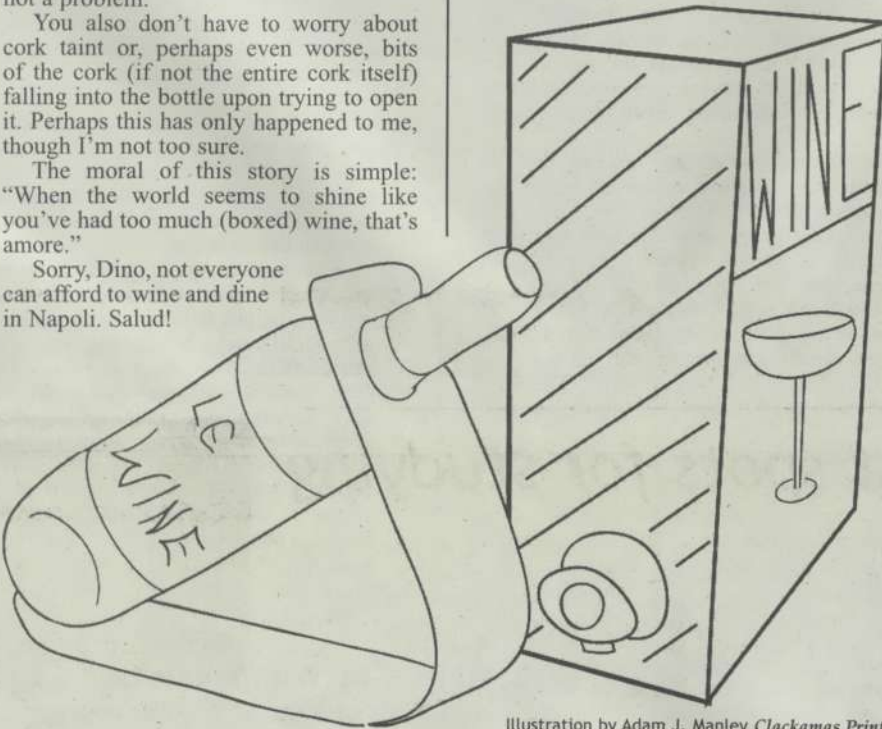 not a problem.
You also don't have to worry about
cork taint or, perhaps even worse, bits
of the cork (if not the entire cork itself)
falling into the bottle upon trying to open
it. Perhaps this has only happened to me,
though I'm not too sure.
The moral of this story is simple:
"When the world seems to shine like
you've had too much (boxed) wine, that's
amore."
Sorry, Dino, not everyone
can afford to wine and dine
in Napoli. Salud!
WINE
LE
WINE
Illustration by Adam J. Manley Clackamas Print